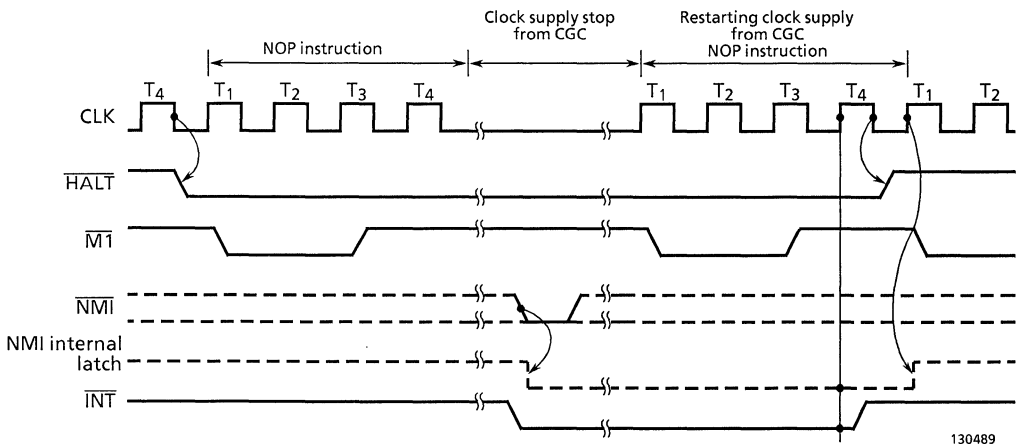 Clock supply stop
from CGC
Restarting clock supply
from CGC
NOP instruction
NOP instruction
T4 T1 T2 T3 T4 T1 T2 T3 T4 T1 T2
CLK
HALT
M1
NMI
NMI internal
latch
INT
130489